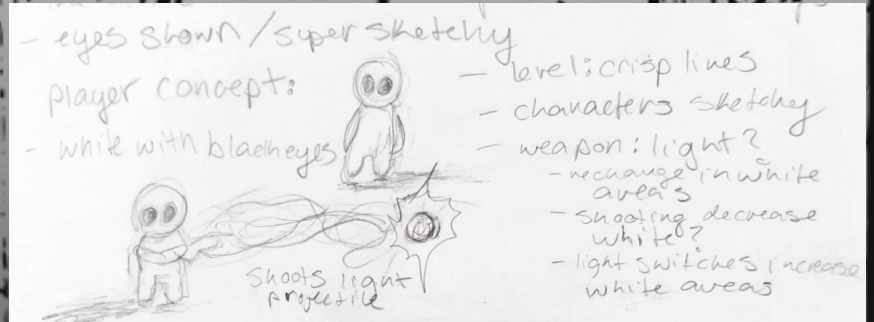 - eyes shown/super sketchy
player concept:
- white with black eyes
shoots light
projectile
- level: crisp lines
- characters sketchy
- weapon: light?
- rechange in white
areas
- shooting decrease
white?
- light switches increase
white areas